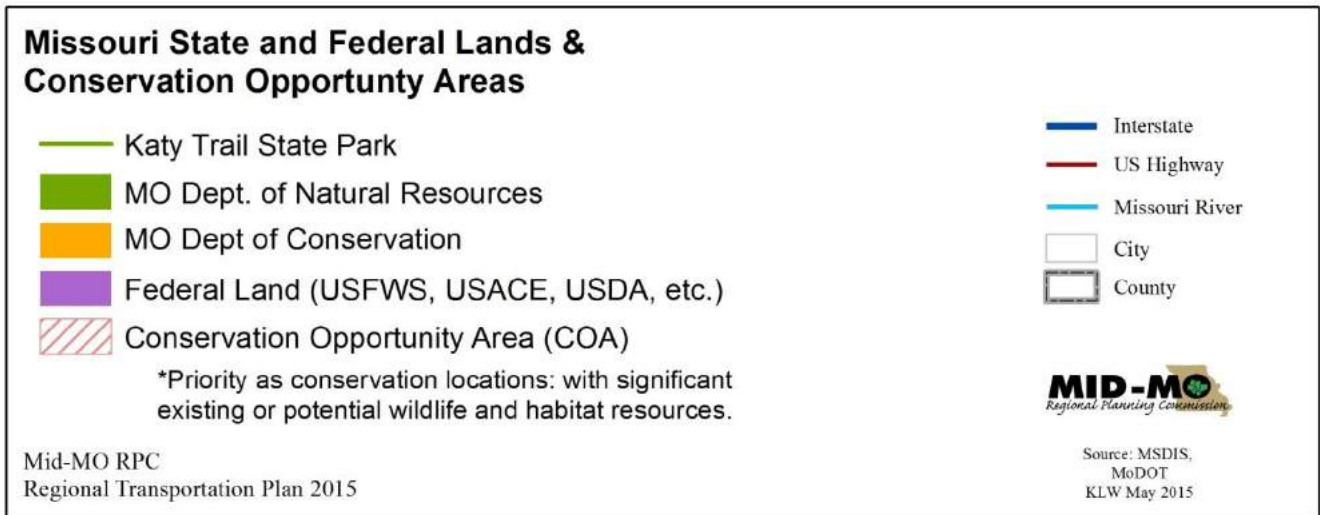 Missouri State and Federal Lands &
Conservation Opportunty Areas
Katy Trail State Park
MO Dept. of Natural Resources
MO Dept of Conservation
Federal Land (USFWS, USACE, USDA, etc.)
Conservation Opportunity Area (COA)
*Priority as conservation locations: with significant
existing or potential wildlife and habitat resources.
Mid-MO RPC
Regional Transportation Plan 2015
Interstate
US Highway
Missouri River
City
County
MID-MO
Regional Planning Commission
Source: MSDIS,
MoDOT
KLW May 2015